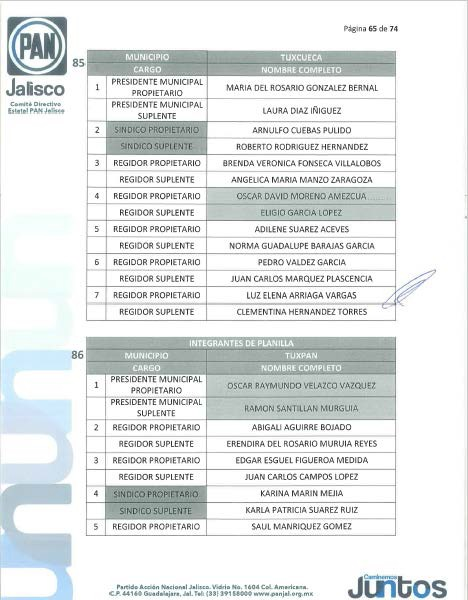 Página 65 de 74
PAN
Jalisco
Comité Directivo
Estatal PAN Jalisco
85
MUNICIPIO TUXCUECA
CARGO NOMBRE COMPLETO
1 PRESIDENTE MUNICIPAL PROPIETARIO MARIA DEL ROSARIO GONZALEZ BERNAL
PRESIDENTE MUNICIPAL SUPLENTE LAURA DIAZ IÑIGUEZ
2 SINDICO PROPIETARIO ARNULFO CUEBAS PULIDO
SINDICO SUPLENTE ROBERTO RODRIGUEZ HERNANDEZ
3 REGIDOR PROPIETARIO BRENDA VERONICA FONSECA VILLALOBOS
REGIDOR SUPLENTE ANGELICA MARIA MANZO ZARAGOZA
4 REGIDOR PROPIETARIO OSCAR DAVID MORENO AMEZCUA
REGIDOR SUPLENTE ELIGIO GARCIA LOPEZ
5 REGIDOR PROPIETARIO ADILENE SUAREZ ACEVES
REGIDOR SUPLENTE NORMA GUADALUPE BARAJAS GARCIA
6 REGIDOR PROPIETARIO PEDRO VALDEZ GARCIA
REGIDOR SUPLENTE JUAN CARLOS MARQUEZ PLASCENCIA
7 REGIDOR PROPIETARIO LUZ ELENA ARRIAGA VARGAS
REGIDOR SUPLENTE CLEMENTINA HERNANDEZ TORRES
86
INTEGRANTES DE PLANILLA
MUNICIPIO TUXPAN
CARGO NOMBRE COMPLETO
1 PRESIDENTE MUNICIPAL PROPIETARIO OSCAR RAYMUNDO VELAZCO VAZQUEZ
PRESIDENTE MUNICIPAL SUPLENTE RAMON SANTILLAN MURGUIA
2 REGIDOR PROPIETARIO ABIGALI AGUIRRE BOJADO
REGIDOR SUPLENTE ERENDIRA DEL ROSARIO MURUIA REYES
3 REGIDOR PROPIETARIO EDGAR ESGUEL FIGUEROA MEDIDA
REGIDOR SUPLENTE JUAN CARLOS CAMPOS LOPEZ
4 SINDICO PROPIETARIO KARINA MARIN MEJIA
SINDICO SUPLENTE KARLA PATRICIA SUAREZ RUIZ
5 REGIDOR PROPIETARIO SAUL MANRIQUEZ GOMEZ
Partido Acción Nacional Jalisco. Vidrio No. 1604 Col. Americana.
C.P. 44160 Guadalajara, Jal. Tel: (33) 39158000 www.panjal.org.mx
Caminemos
Juntos